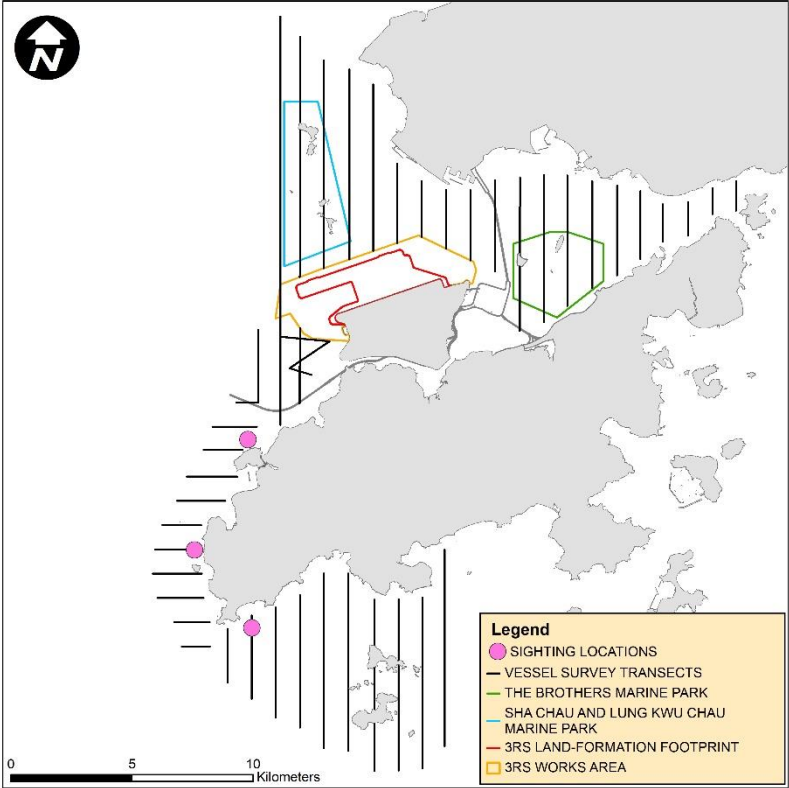 N
Legend
SIGHTING LOCATIONS
VESSEL SURVEY TRANSECTS
THE BROTHERS MARINE PARK
SHA CHAU AND LUNG KWU CHAU
MARINE PARK
3RS LAND-FORMATION FOOTPRINT
3RS WORKS AREA
0 5 10
Kilometers